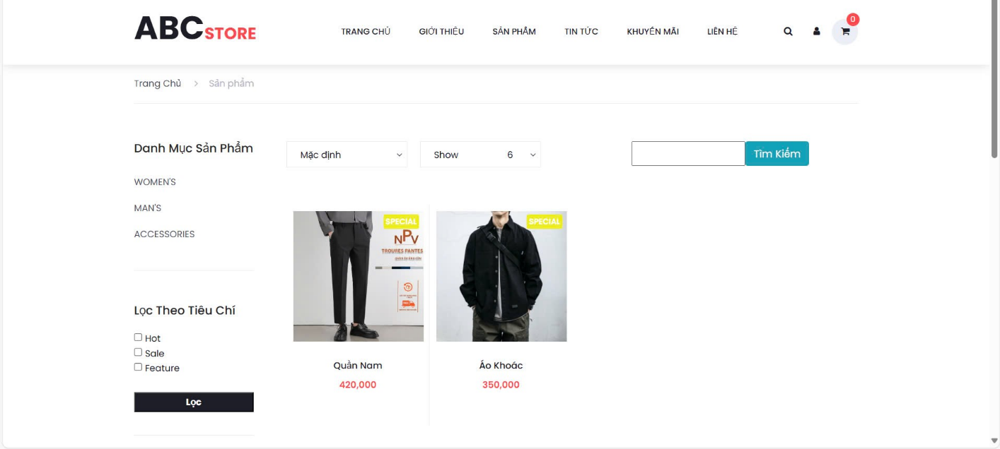 ABCSTORE
TRANG CHỦ GIỚI THIỆU SẢN PHẨM TIN TỨC KHUYẾN MÃI LIÊN HỆ
0
Trang Chủ > Sản phẩm
Danh Mục Sản Phẩm
Mặc định
Show 6
Tìm Kiếm
WOMEN'S
MAN'S
ACCESSORIES
SPECIAL
NPV
TROURES PANTES
SPECIAL
Lọc Theo Tiêu Chí
Hot
Sale
Feature
Lọc
Quần Nam
420,000
Áo Khoác
350,000